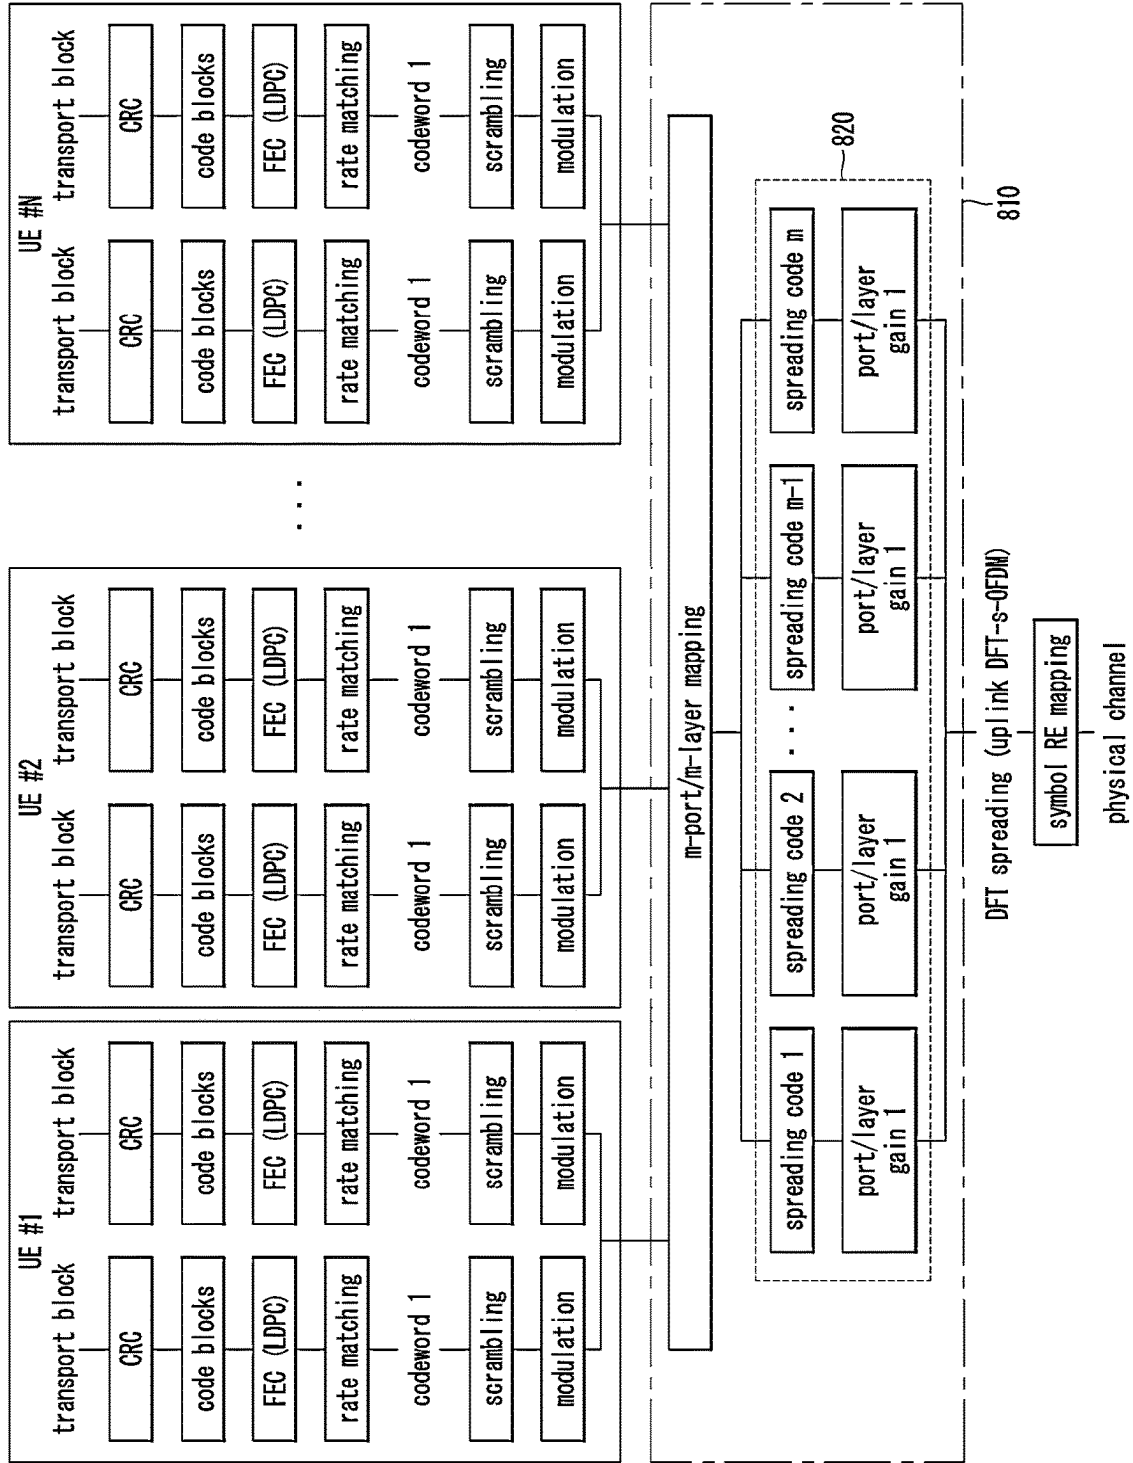 UE #1
transport block
CRC
code blocks
FEC (LDPC)
rate matching
codeword 1
scrambling
modulation
transport block
CRC
code blocks
FEC (LDPC)
rate matching
codeword 1
scrambling
modulation
UE #2
transport block
CRC
code blocks
FEC (LDPC)
rate matching
codeword 1
scrambling
modulation
transport block
CRC
code blocks
FEC (LDPC)
rate matching
codeword 1
scrambling
modulation
...
UE #N
transport block
CRC
code blocks
FEC (LDPC)
rate matching
codeword 1
scrambling
modulation
transport block
CRC
code blocks
FEC (LDPC)
rate matching
codeword 1
scrambling
modulation
m-port/m-layer mapping
spreading code 1
port/layer
gain 1
spreading code 2
port/layer
gain 1
...
spreading code m-1
port/layer
gain 1
spreading code m
port/layer
gain 1
820
810
DFT spreading (uplink DFT-s-OFDM)
symbol RE mapping
physical channel